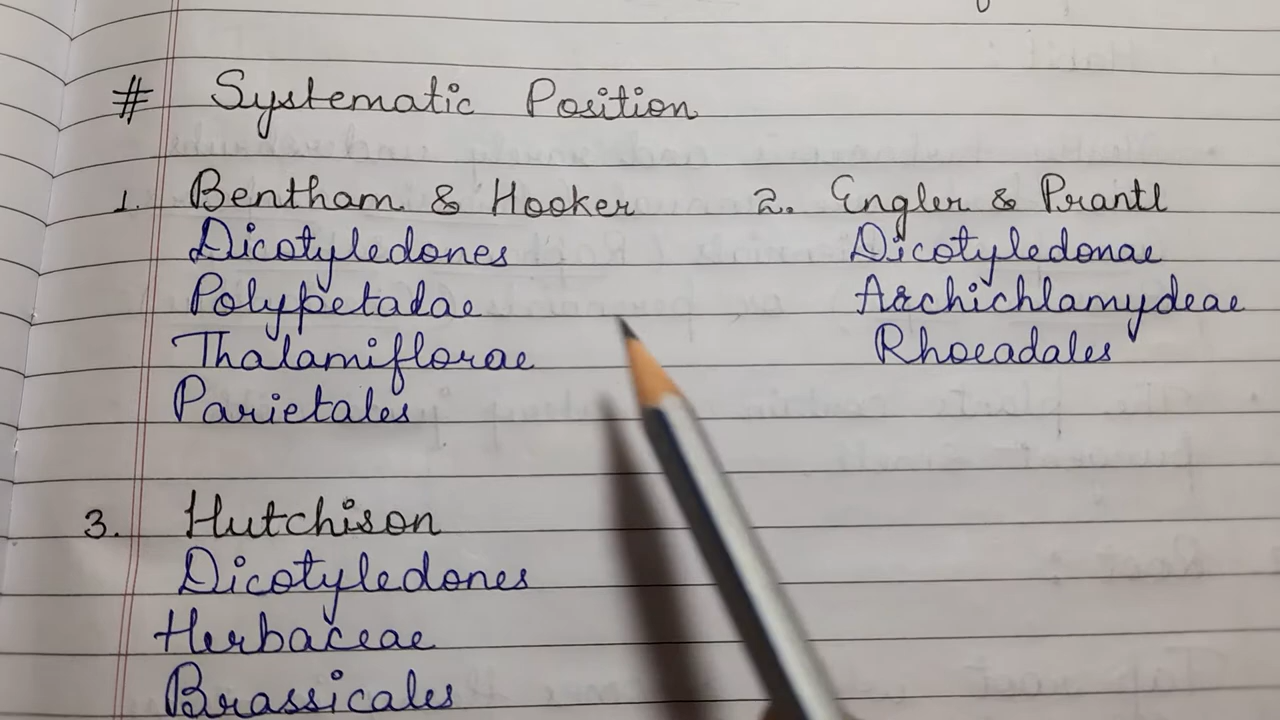 # Systematic Position
1. Bentham & Hooker
Dicotyledones
Polypetalae
Thalamiflorae
Parietales
2. Engler & Prantl
Dicotyledonae
Archichlamydeae
Rhoeadales
3. Hutchison
Dicotyledones
Herbaceae
Brassicales